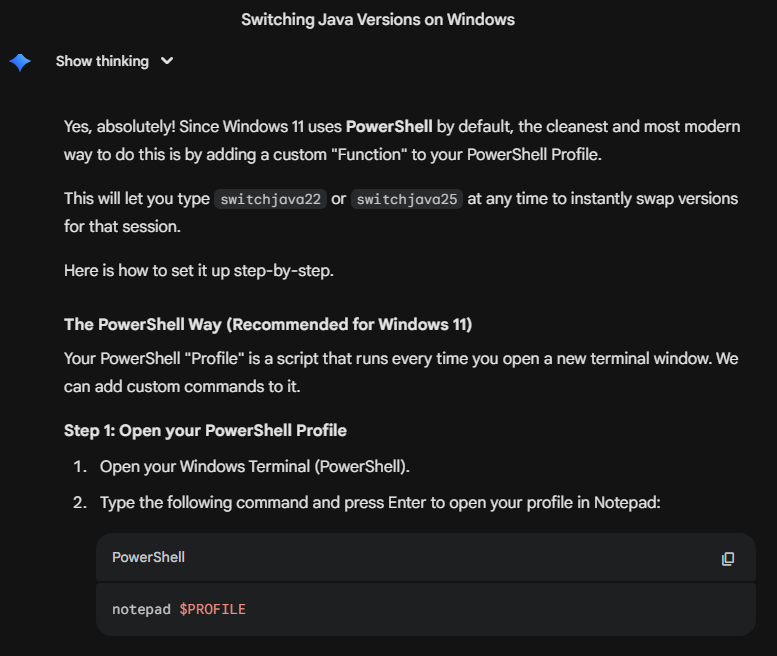 Switching Java Versions on Windows
Show thinking
Yes, absolutely! Since Windows 11 uses PowerShell by default, the cleanest and most modern
way to do this is by adding a custom "Function" to your PowerShell Profile.
This will let you type switchjava22 or switchjava25 at any time to instantly swap versions
for that session.
Here is how to set it up step-by-step.
The PowerShell Way (Recommended for Windows 11)
Your PowerShell "Profile" is a script that runs every time you open a new terminal window. We
can add custom commands to it.
Step 1: Open your PowerShell Profile
1. Open your Windows Terminal (PowerShell).
2. Type the following command and press Enter to open your profile in Notepad:
PowerShell
notepad $PROFILE